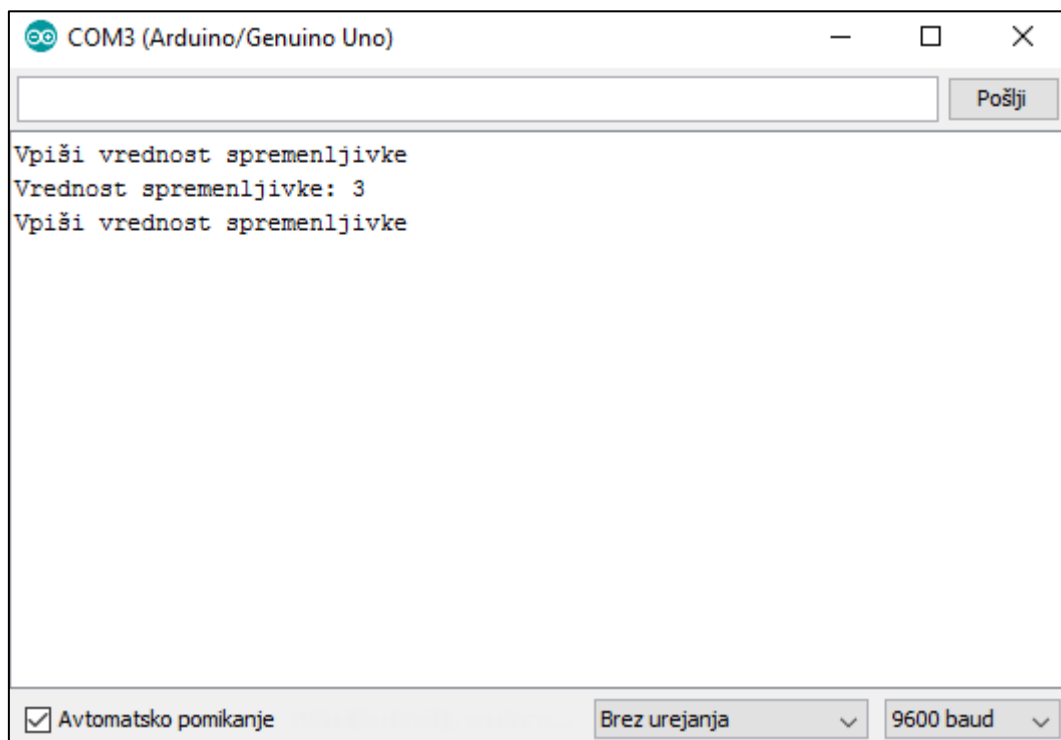 COM3 (Arduino/Genuino Uno)
Pošlji
Vpiši vrednost spremenljivke
Vrednost spremenljivke: 3
Vpiši vrednost spremenljivke
Avtomatsko pomikanje
Brez urejanja
9600 baud